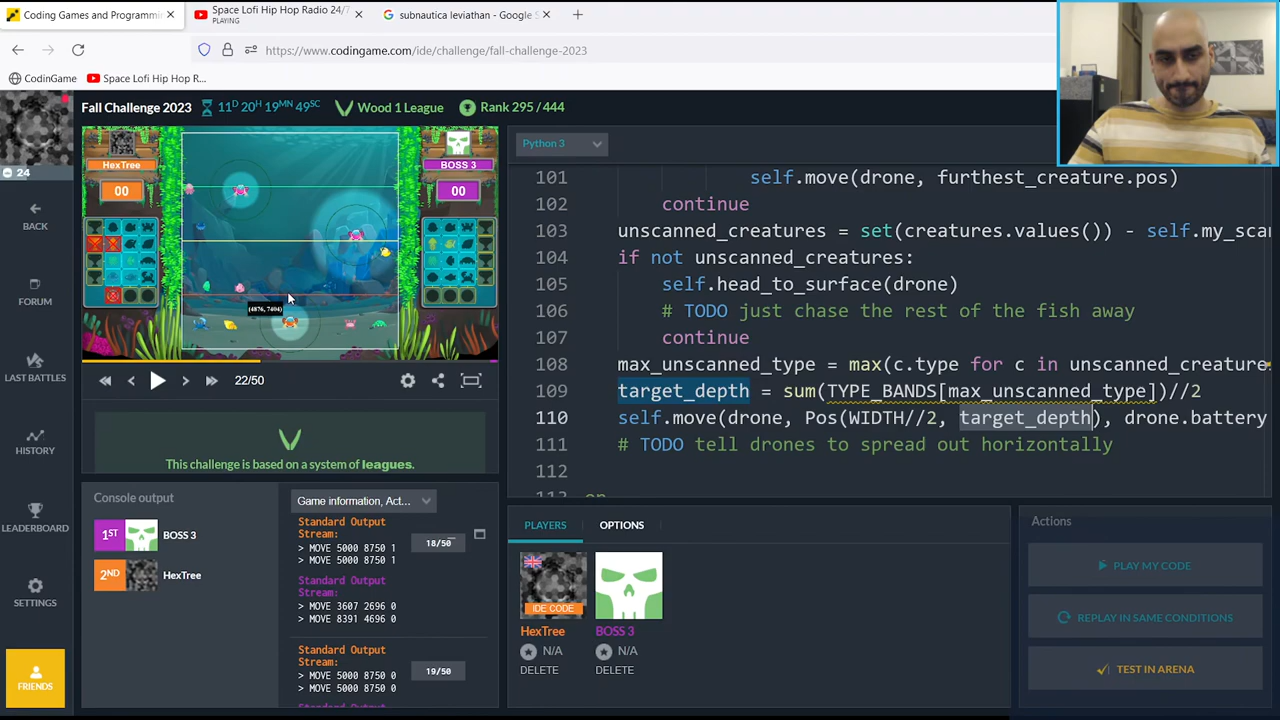 Coding Games and Programmi
Space Lofi Hip Hop Radio 24/7
PLAYING
subnautica leviathan - Google S
https://www.codingame.com/ide/challenge/fall-challenge-2023
CodinGame
Space Lofi Hip Hop R...
Fall Challenge 2023
11D 20H 19MN 49SC
Wood 1 League
Rank 295 / 444
24
BACK
FORUM
LAST BATTLES
HISTORY
LEADERBOARD
SETTINGS
FRIENDS
HexTree
BOSS 3
00
00
(4876, 7404)
22/50
This challenge is based on a system of leagues.
Console output
1ST
BOSS 3
2ND
HexTree
Game information, Act...
Standard Output
Stream:
> MOVE 5000 8750 1
> MOVE 5000 8750 1
18/50
Standard Output
Stream:
> MOVE 3607 2696 0
> MOVE 8391 4696 0
Standard Output
Stream:
> MOVE 5000 8750 0
> MOVE 5000 8750 0
19/50
Python 3
101 self.move(drone, furthest_creature.pos)
102 continue
103 unscanned_creatures = set(creatures.values()) - self.my_sca
104 if not unscanned_creatures:
105 self.head_to_surface(drone)
106 # TODO just chase the rest of the fish away
107 continue
108 max_unscanned_type = max(c.type for c in unscanned_creature
109 target_depth = sum(TYPE_BANDS[max_unscanned_type])//2
110 self.move(drone, Pos(WIDTH//2, target_depth), drone.battery
111 # TODO tell drones to spread out horizontally
112
PLAYERS
OPTIONS
IDE CODE
HexTree
BOSS 3
N/A
N/A
DELETE
DELETE
Actions
PLAY MY CODE
REPLAY IN SAME CONDITIONS
TEST IN ARENA